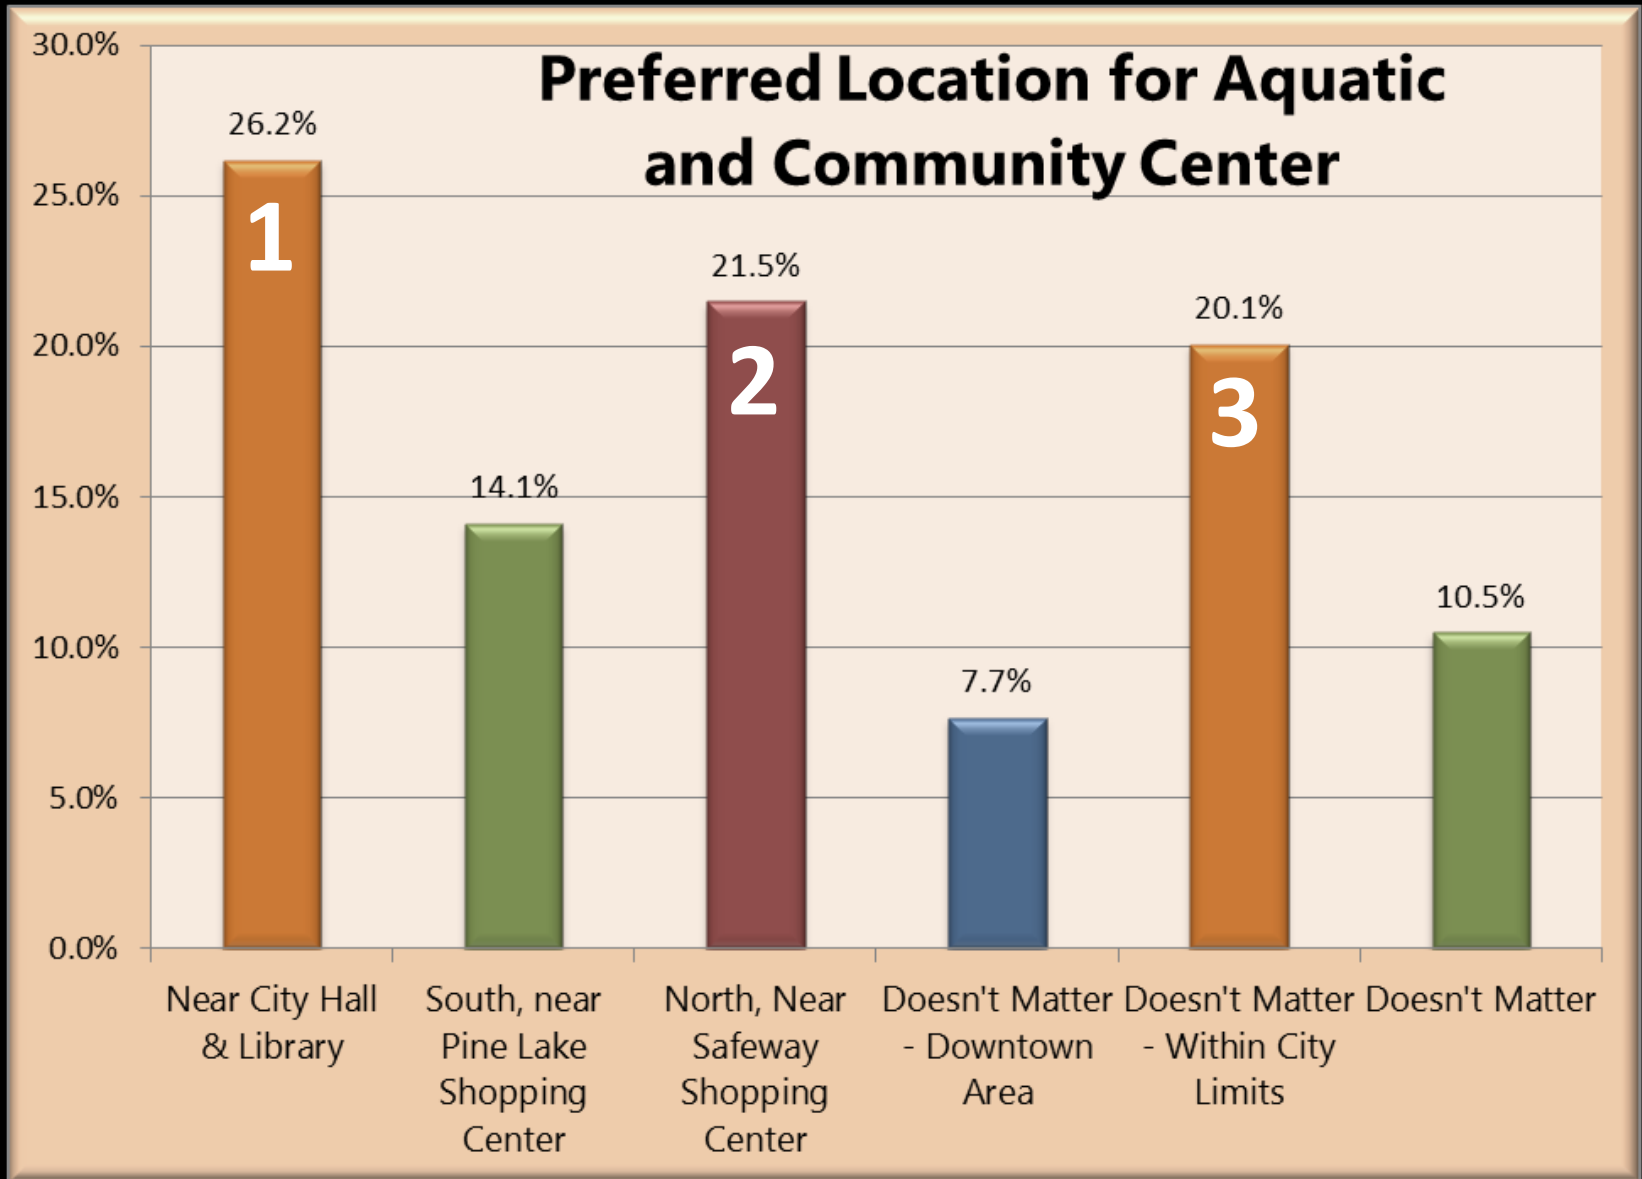 Preferred Location for Aquatic
and Community Center
30.0%
25.0%
20.0%
15.0%
10.0%
5.0%
0.0%
26.2%
14.1%
21.5%
7.7%
20.1%
10.5%
1
2
3
Near City Hall
& Library
South, near
Pine Lake
Shopping
Center
North, Near
Safeway
Shopping
Center
Doesn't Matter
- Downtown
Area
Doesn't Matter
- Within City
Limits
Doesn't Matter